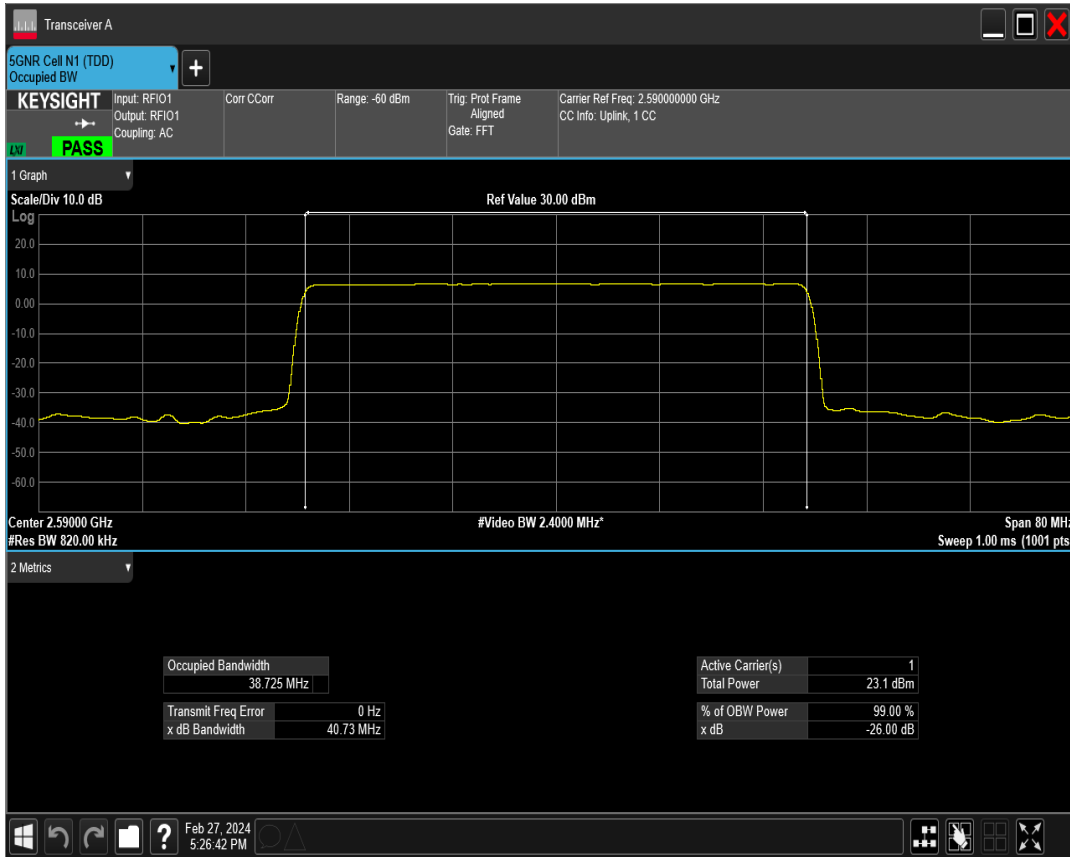 Transceiver A
5GNR Cell N1 (TDD)
Occupied BW
+
KEYSIGHT
LXI
PASS
Input: RFIO1
Output: RFIO1
Coupling: AC
Corr CCorr
Range: -60 dBm
Trig: Prot Frame
Aligned
Gate: FFT
Carrier Ref Freq: 2.590000000 GHz
CC Info: Uplink, 1 CC
1 Graph
Scale/Div 10.0 dB
Ref Value 30.00 dBm
Log
20.0
10.0
0.00
-10.0
-20.0
-30.0
-40.0
-50.0
-60.0
Center 2.59000 GHz
#Video BW 2.4000 MHz*
Span 80 MHz
#Res BW 820.00 kHz
Sweep 1.00 ms (1001 pts
2 Metrics
Occupied Bandwidth
38.725 MHz
Transmit Freq Error 0 Hz
x dB Bandwidth 40.73 MHz
Active Carrier(s) 1
Total Power 23.1 dBm
% of OBW Power 99.00 %
x dB -26.00 dB
?
Feb 27, 2024
5:26:42 PM